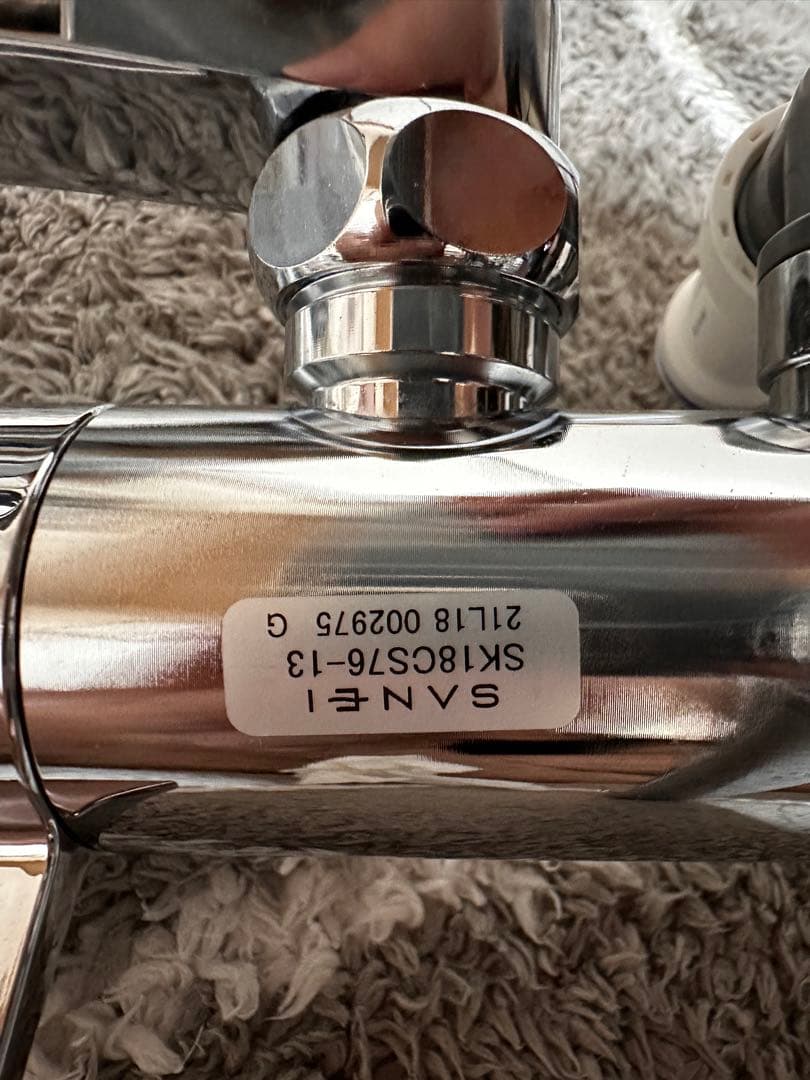 SANEI
SK18CS76-13
21L18 002975 G